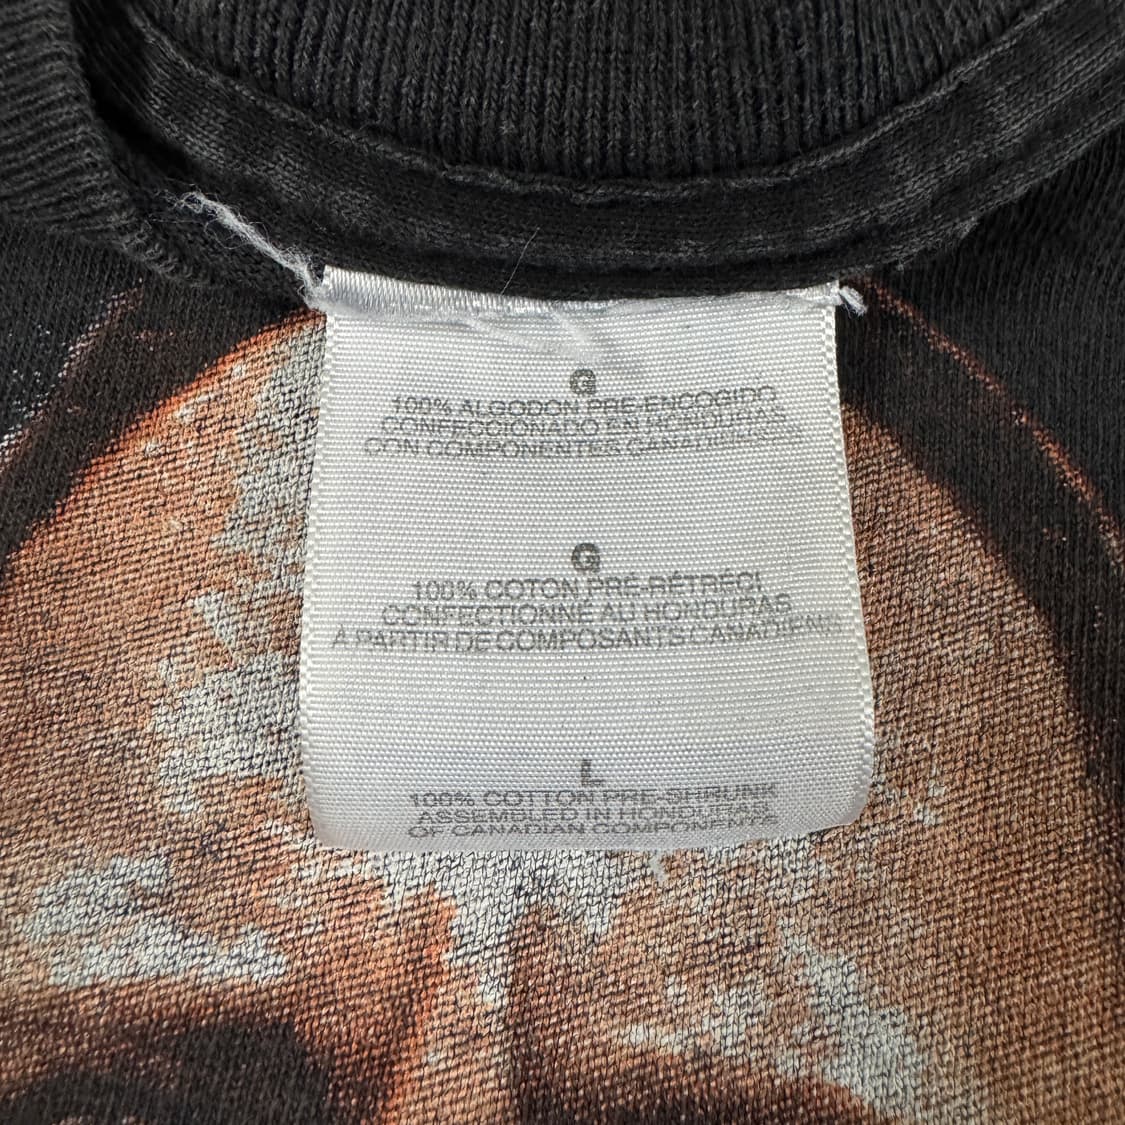 G
100% ALGODON PRE-ENCOGIDO
CONFECCIONADO EN HONDURAS
CON COMPONENTES CANADIENSES
G
100% COTON PRÉ-RÉTRÉCI
CONFECTIONNÉ AU HONDURAS
À PARTIR DE COMPOSANTS CANADIENS
L
100% COTTON PRE-SHRUNK
ASSEMBLED IN HONDURAS
OF CANADIAN COMPONENTS